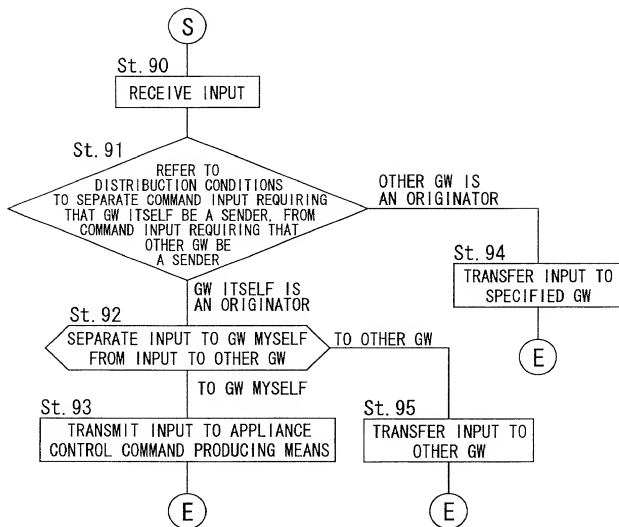 S
St. 90
RECEIVE INPUT
St. 91
REFER TO
DISTRIBUCTION CONDITIONS
TO SEPARATE COMMAND INPUT REQUIRING
THAT GW ITSELF BE A SENDER, FROM
COMMAND INPUT REQUIRING THAT
OTHER GW BE
A SENDER
OTHER GW IS
AN ORIGINATOR
St. 94
TRANSFER INPUT TO
SPECIFIED GW
E
GW ITSELF IS
AN ORIGINATOR
St. 92
SEPARATE INPUT TO GW MYSELF
FROM INPUT TO OTHER GW
TO OTHER GW
TO GW MYSELF
St. 93
TRANSMIT INPUT TO APPLIANCE
CONTROL COMMAND PRODUCING MEANS
E
St. 95
TRANSFER INPUT TO
OTHER GW
E